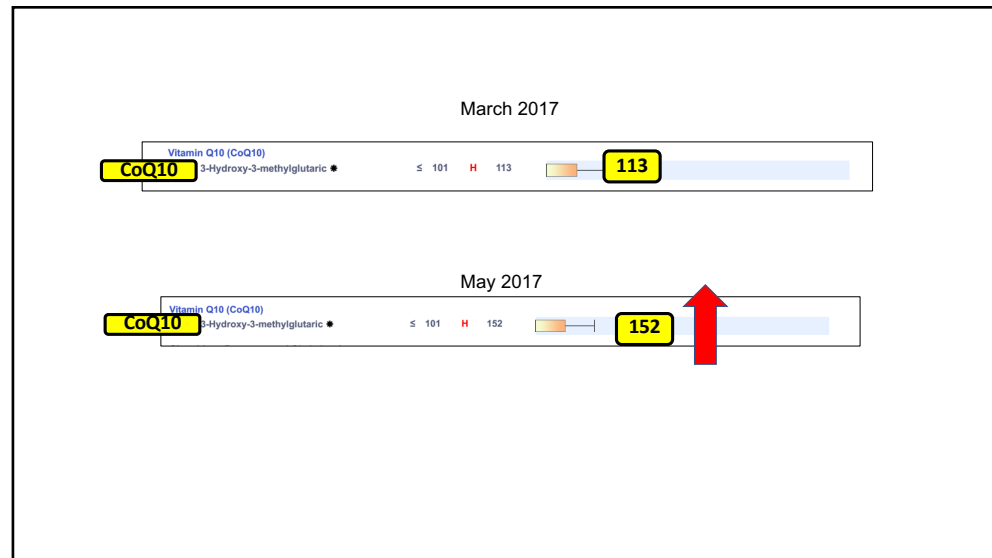 March 2017
Vitamin Q10 (CoQ10)
CoQ10 3-Hydroxy-3-methylglutaric ✹ ≤ 101 H 113 113
May 2017
Vitamin Q10 (CoQ10)
CoQ10 3-Hydroxy-3-methylglutaric ✹ ≤ 101 H 152 152